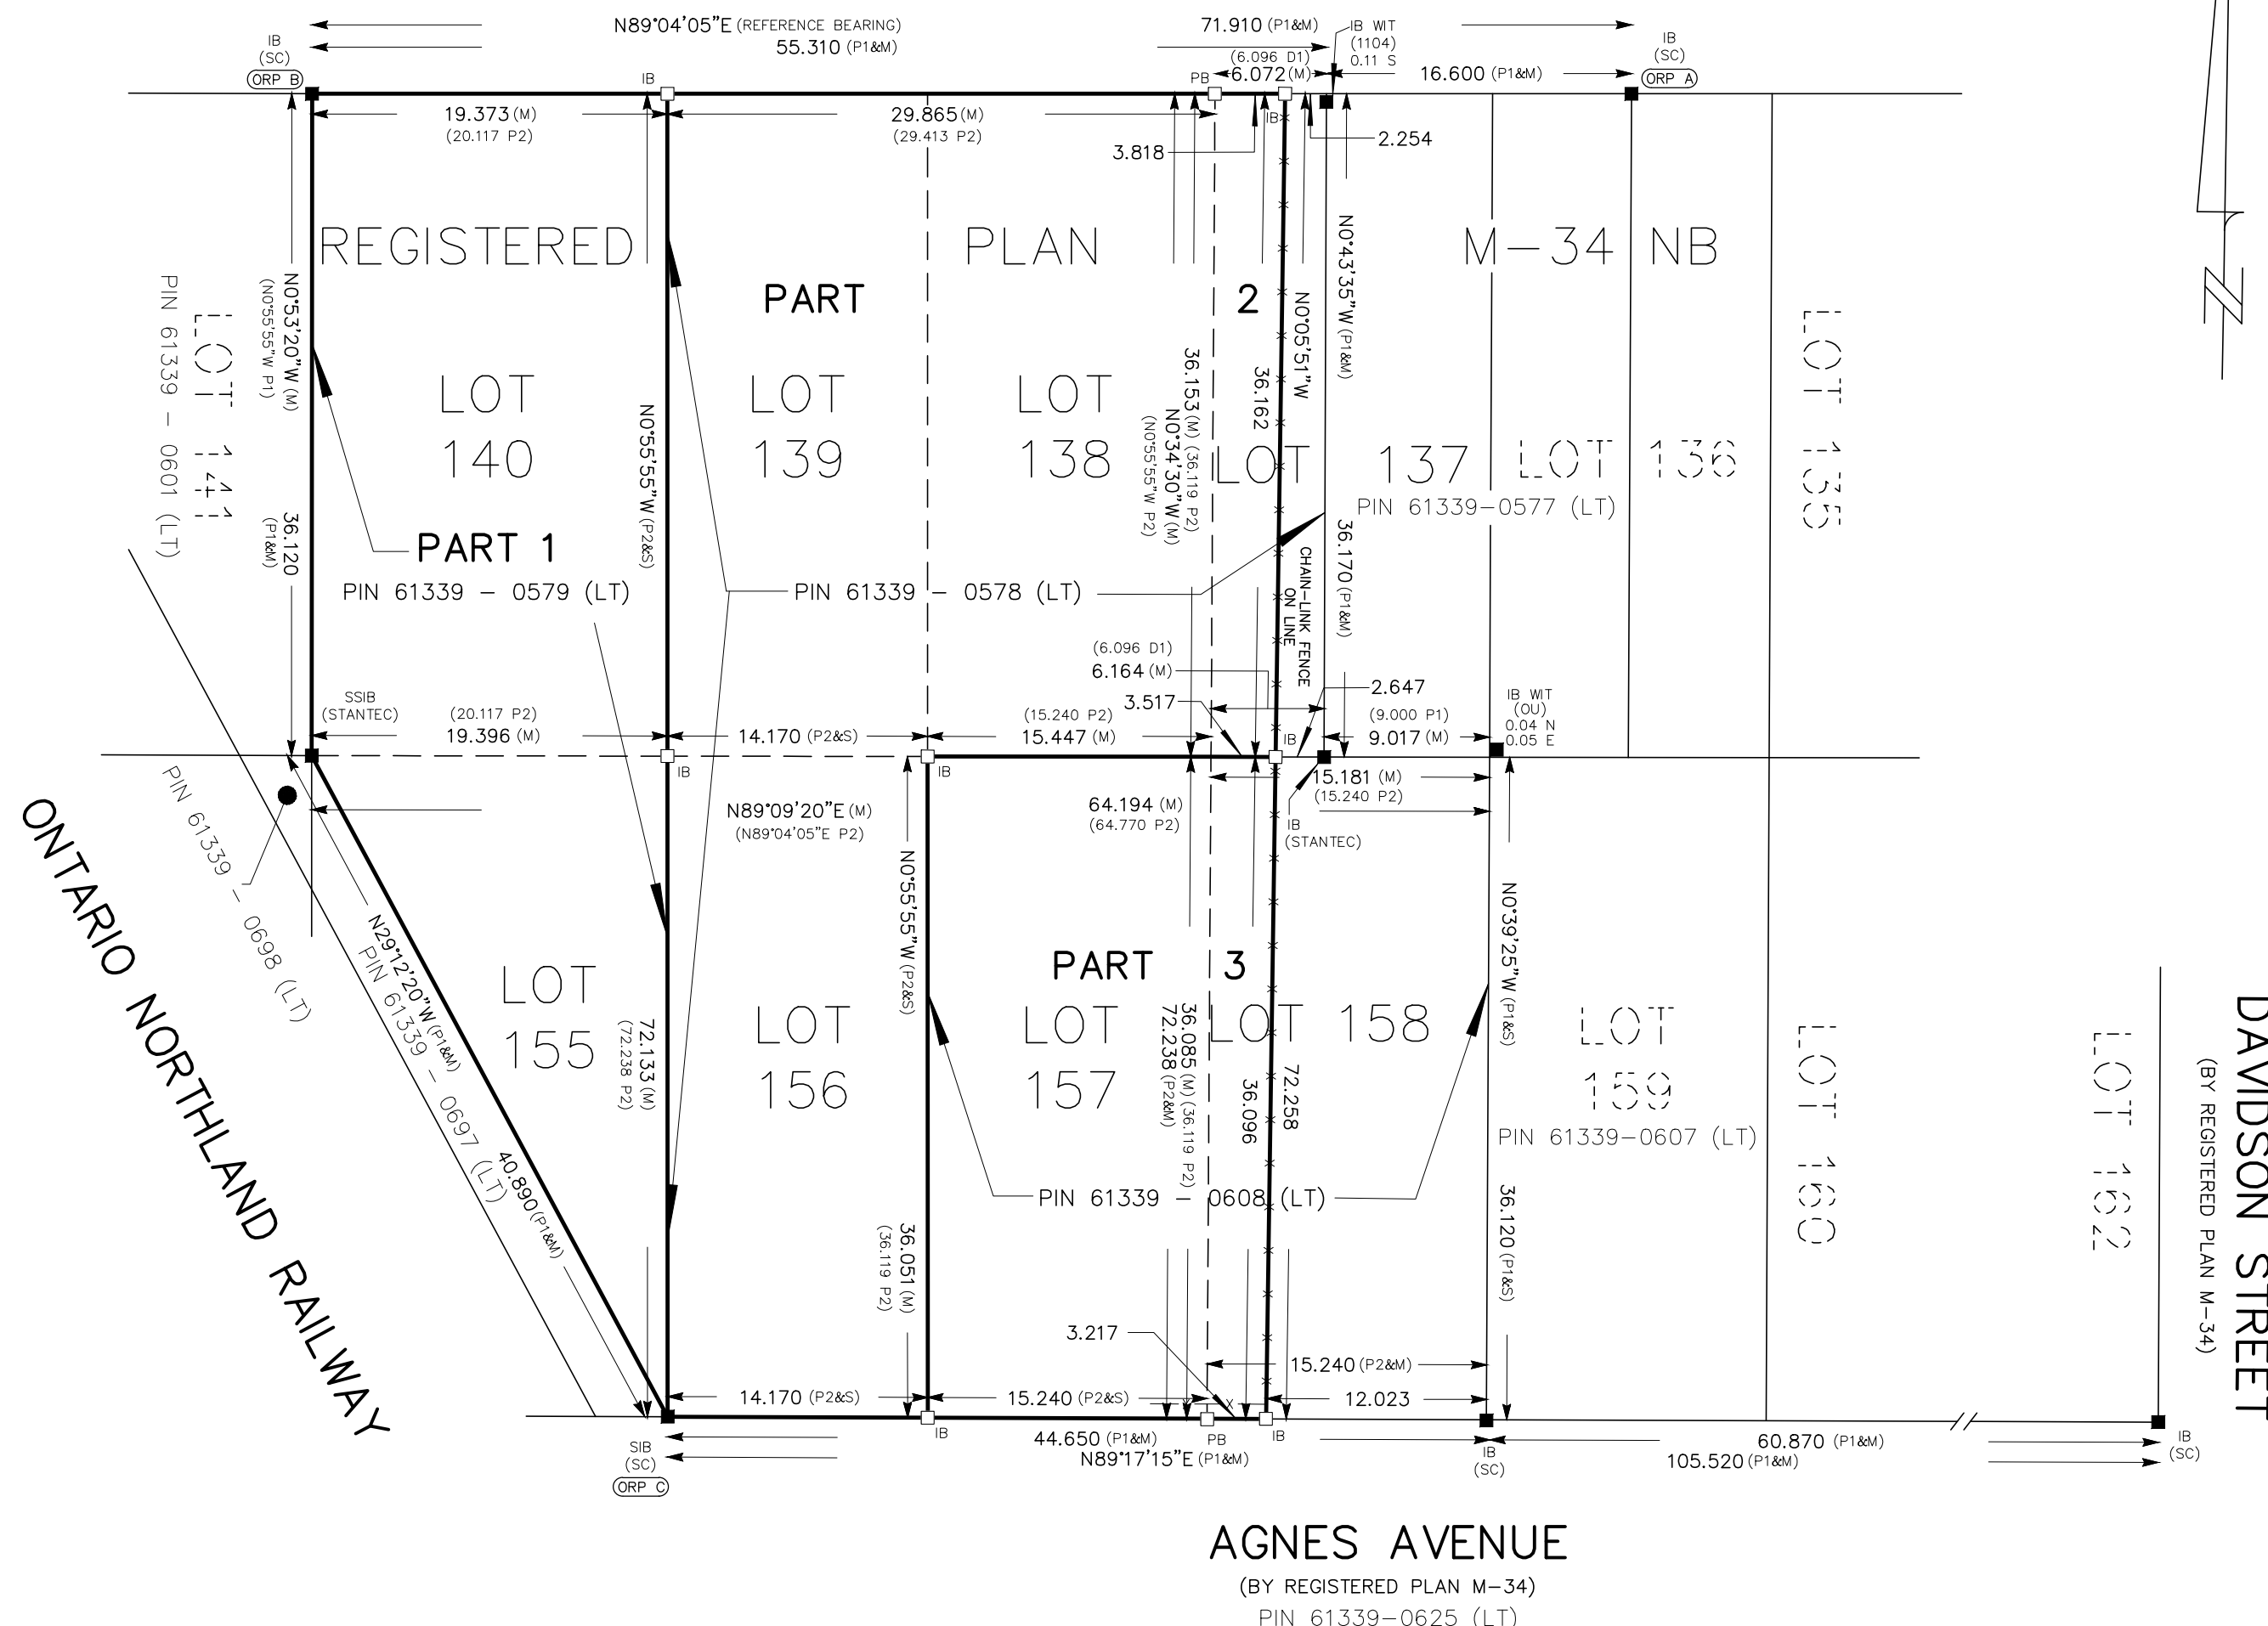 N89°04'05"E (REFERENCE BEARING)
55.310 (P1&M)
71.910 (P1&M)
IB WIT
(1104)
0.11 S
IB
(SC)
ORP B
IB
PB
(6.096 D1)
6.072 (M)
16.600 (P1&M)
IB
(SC)
ORP A
19.373 (M)
(20.117 P2)
29.865 (M)
(29.413 P2)
3.818
IB
2.254
REGISTERED PLAN M-34 NB
PART 2
N0°53'20"W (M)
(N0°55'55"W P1)
36.120
(P1&M)
LOT 141
PIN 61339 - 0601 (LT)
LOT
140
N0°55'55"W (P2&S)
LOT
139
LOT
138
36.153 (M) (36.119 P2)
N0°34'30"W (M)
(N0°55'55"W P2)
36.162
N0°05'51"W
N0°43'35"W (P1&M)
36.170 (P1&M)
LOT 137
PIN 61339-0577 (LT)
LOT 136
LOT 135
PART 1
PIN 61339 - 0579 (LT)
PIN 61339 - 0578 (LT)
CHAIN-LINK FENCE
ON LINE
(6.096 D1)
6.164 (M)
3.517
2.647
SSIB
(STANTEC)
(20.117 P2)
19.396 (M)
14.170 (P2&S)
(15.240 P2)
15.447 (M)
IB
(9.000 P1)
9.017 (M)
IB WIT
(OU)
0.04 N
0.05 E
IB
IB
15.181 (M)
(15.240 P2)
IB
(STANTEC)
N89°09'20"E (M)
(N89°04'05"E P2)
64.194 (M)
(64.770 P2)
PIN 61339 - 0698 (LT)
ONTARIO NORTHLAND RAILWAY
N29°12'20"W (P1&M)
40.890 (P1&M)
PIN 61339 - 0697 (LT)
LOT
155
72.133 (M)
(72.238 P2)
LOT
156
N0°55'55"W (P2&S)
36.051 (M)
(36.119 P2)
PART 3
LOT
157
36.085 (M) (36.119 P2)
72.238 (P2&M)
LOT 158
36.096
72.258
N0°39'25"W (P1&S)
36.120 (P1&S)
PIN 61339 - 0608 (LT)
LOT
159
PIN 61339-0607 (LT)
LOT 160
LOT 162
DAVIDSON STREET
(BY REGISTERED PLAN M-34)
3.217
15.240 (P2&M)
14.170 (P2&S)
15.240 (P2&S)
12.023
IB
PB
IB
44.650 (P1&M)
N89°17'15"E (P1&M)
SIB
(SC)
ORP C
IB
(SC)
60.870 (P1&M)
105.520 (P1&M)
IB
(SC)
AGNES AVENUE
(BY REGISTERED PLAN M-34)
PIN 61339-0625 (LT)